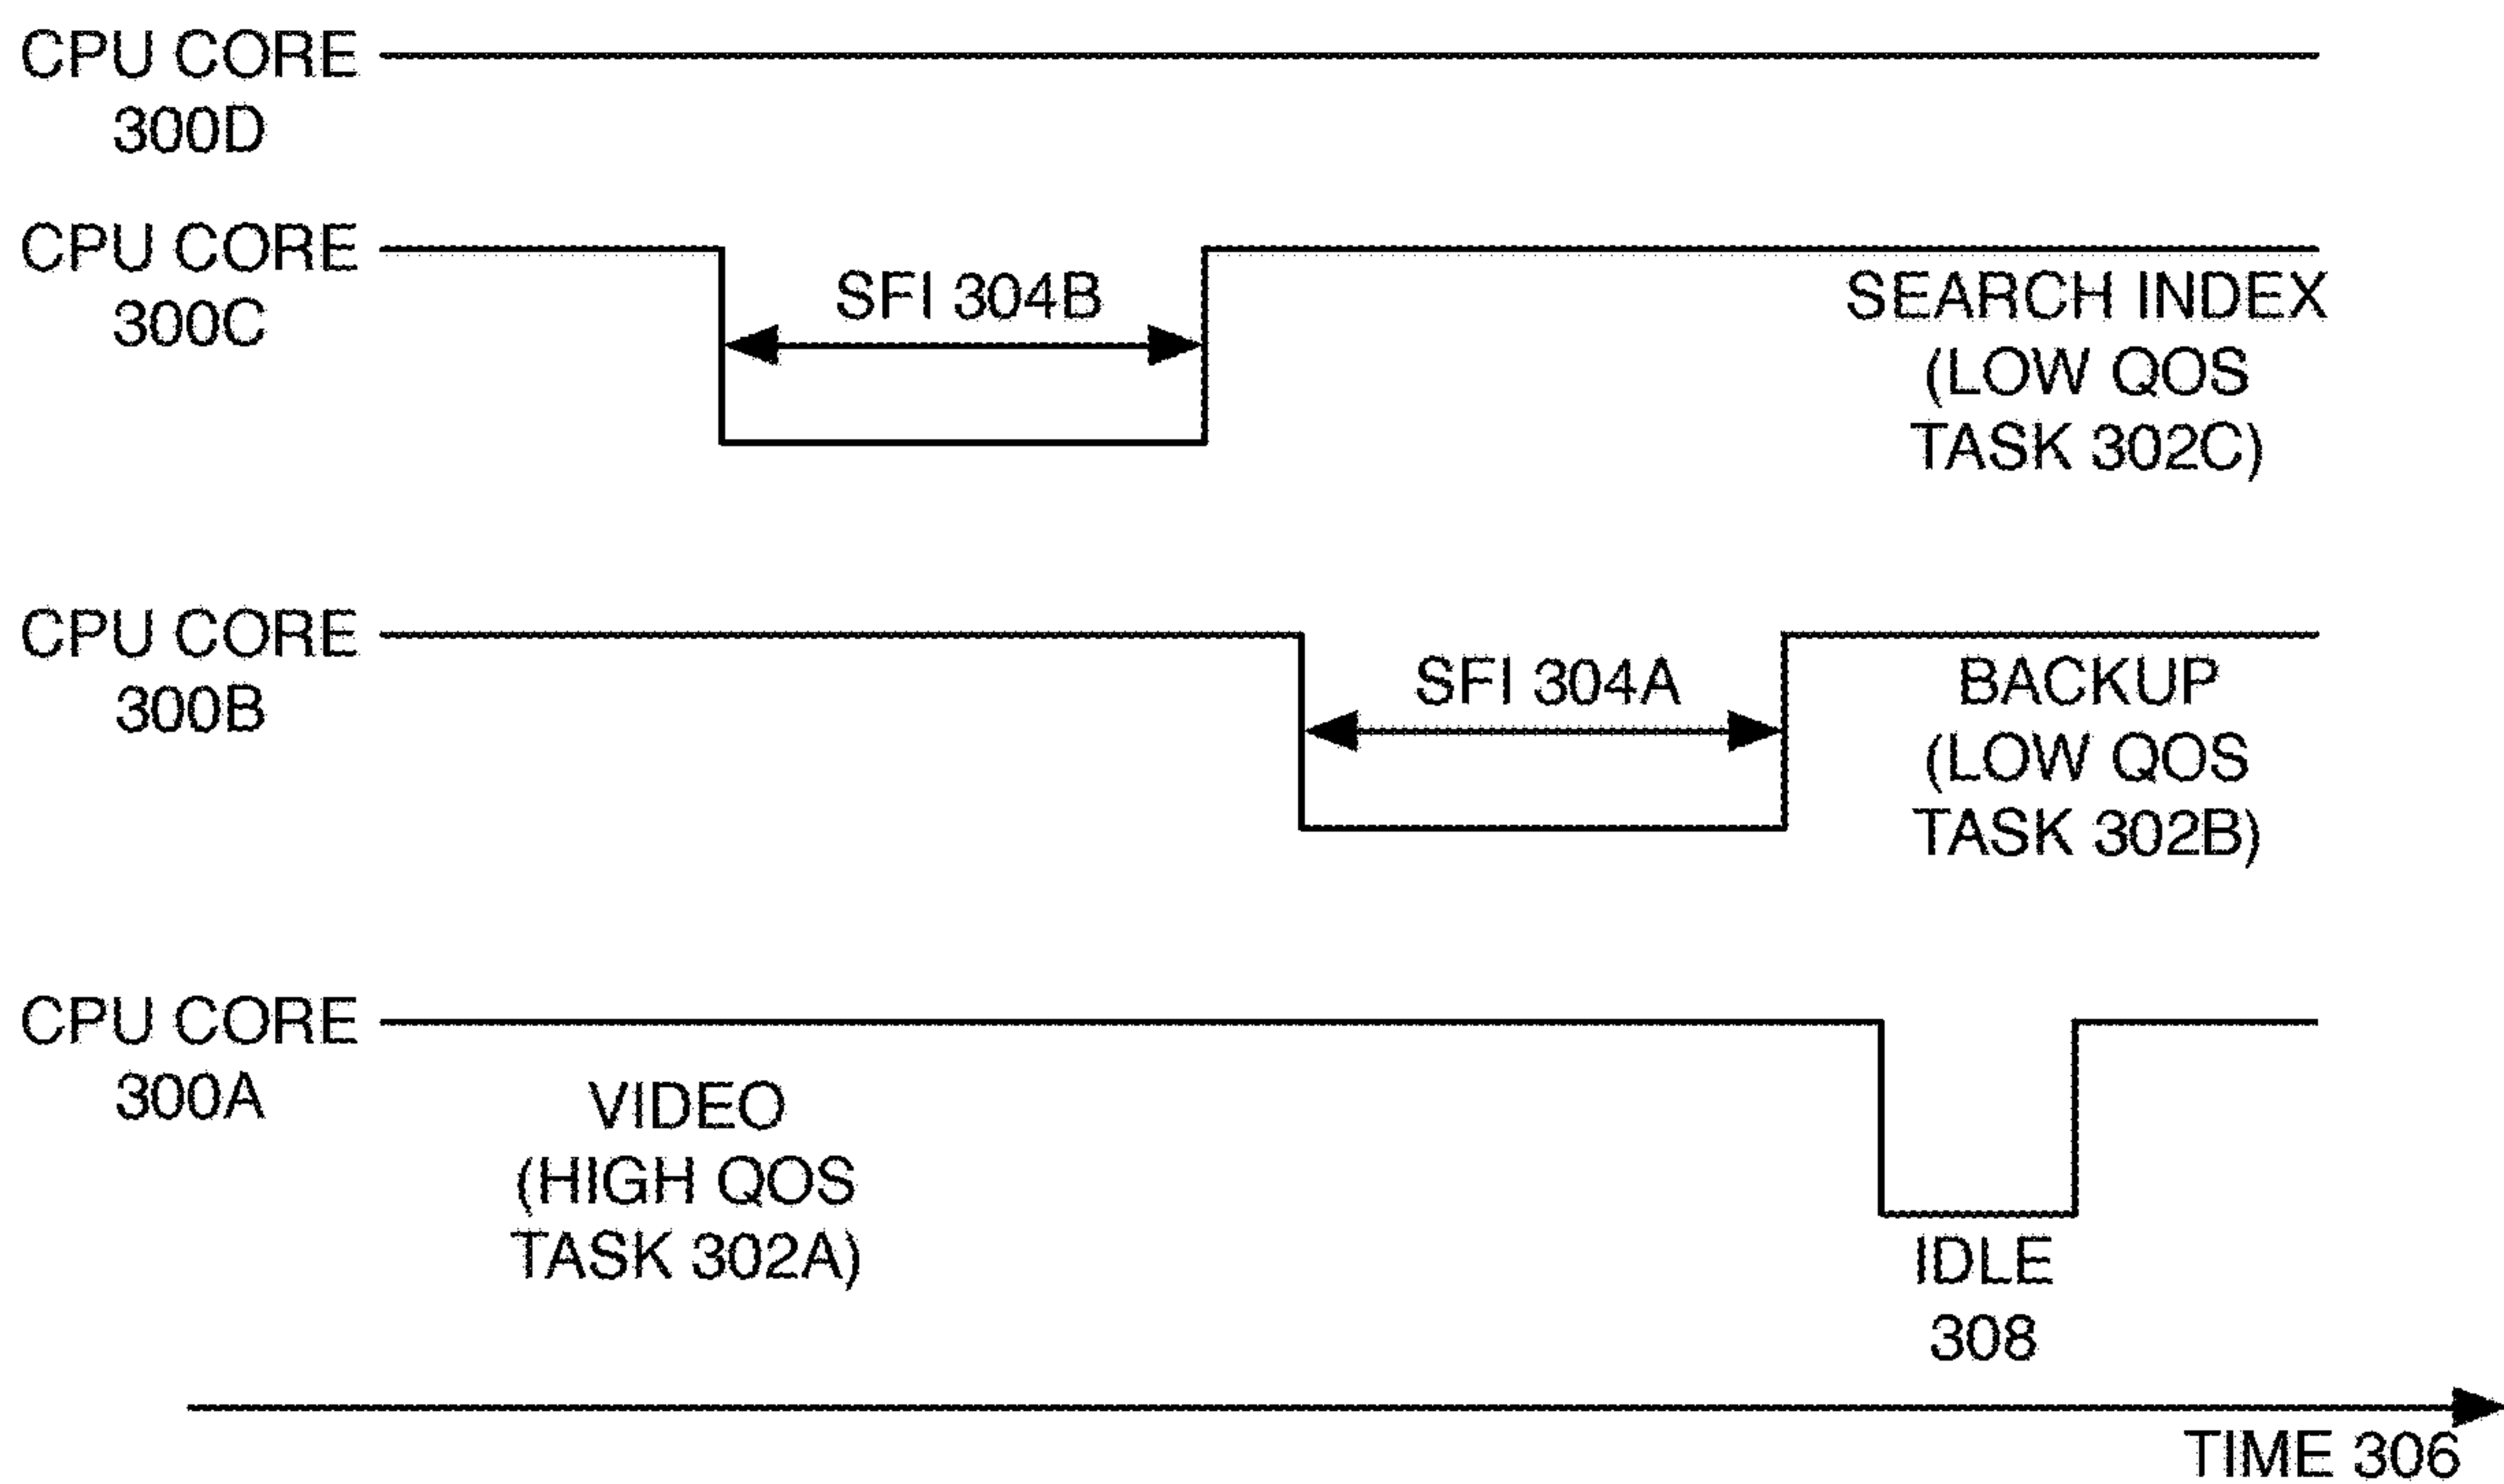 CPU CORE
300D
CPU CORE
300C
SFI 304B
SEARCH INDEX
(LOW QOS
TASK 302C)
CPU CORE
300B
SFI 304A
BACKUP
(LOW QOS
TASK 302B)
CPU CORE
300A
VIDEO
(HIGH QOS
TASK 302A)
IDLE
308
TIME 306